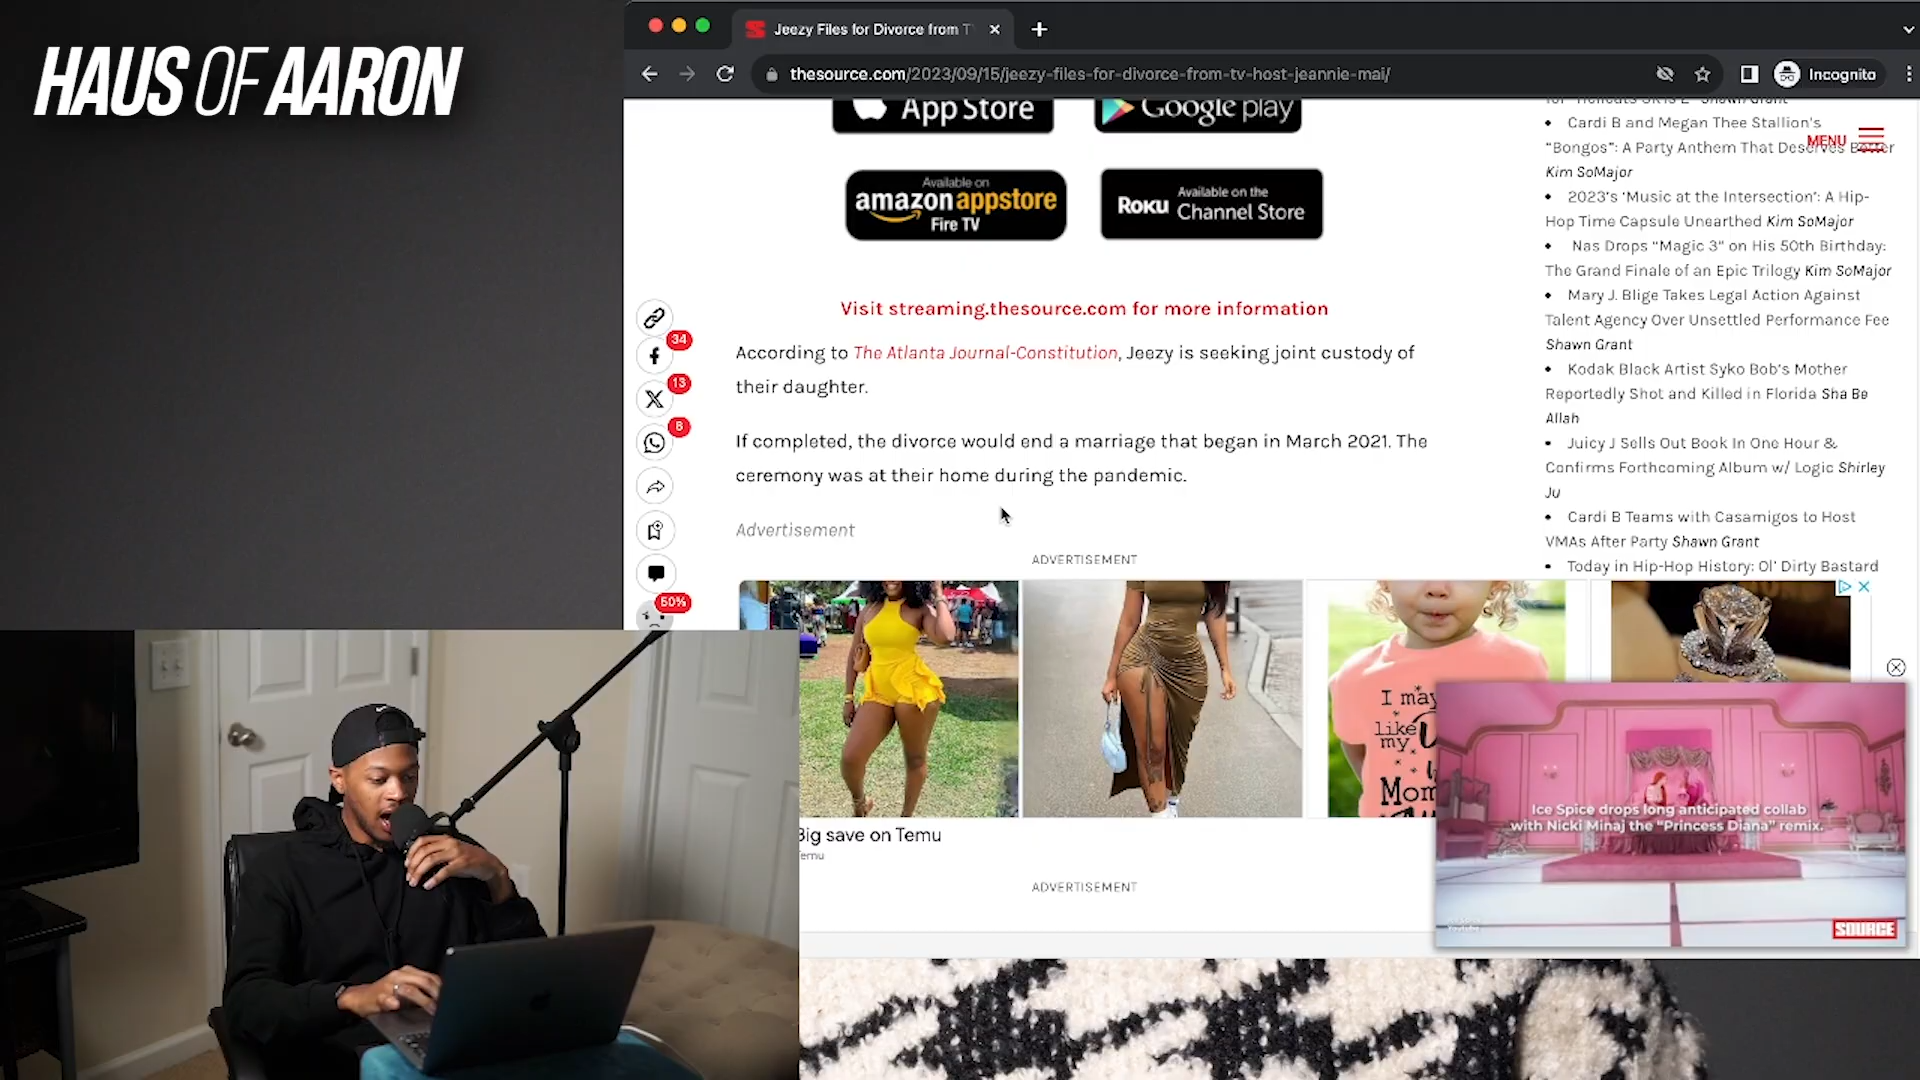 HAUS OF AARON
Jeezy Files for Divorce from T
thesource.com/2023/09/15/jeezy-files-for-divorce-from-tv-host-jeannie-mai/
Incognito
App Store
Google play
Available on
amazon appstore
Fire TV
Available on the
ROKU Channel Store
MENU
Visit streaming.thesource.com for more information
34
13
8
50%
According to The Atlanta Journal-Constitution, Jeezy is seeking joint custody of
their daughter.
If completed, the divorce would end a marriage that began in March 2021. The
ceremony was at their home during the pandemic.
Advertisement
ADVERTISEMENT
Shawn Grant
• Cardi B and Megan Thee Stallion's
"Bongos": A Party Anthem That Deserves Better
Kim SoMajor
• 2023's 'Music at the Intersection': A Hip-
Hop Time Capsule Unearthed Kim SoMajor
• Nas Drops "Magic 3" on His 50th Birthday:
The Grand Finale of an Epic Trilogy Kim SoMajor
• Mary J. Blige Takes Legal Action Against
Talent Agency Over Unsettled Performance Fee
Shawn Grant
• Kodak Black Artist Syko Bob's Mother
Reportedly Shot and Killed in Florida Sha Be
Allah
• Juicy J Sells Out Book In One Hour &
Confirms Forthcoming Album w/ Logic Shirley
Ju
• Cardi B Teams with Casamigos to Host
VMAs After Party Shawn Grant
• Today in Hip-Hop History: Ol' Dirty Bastard
I may
like
my
Mom
Big save on Temu
Temu
ADVERTISEMENT
Ice Spice drops long anticipated collab
with Nicki Minaj the "Princess Diana" remix.
SOURCE